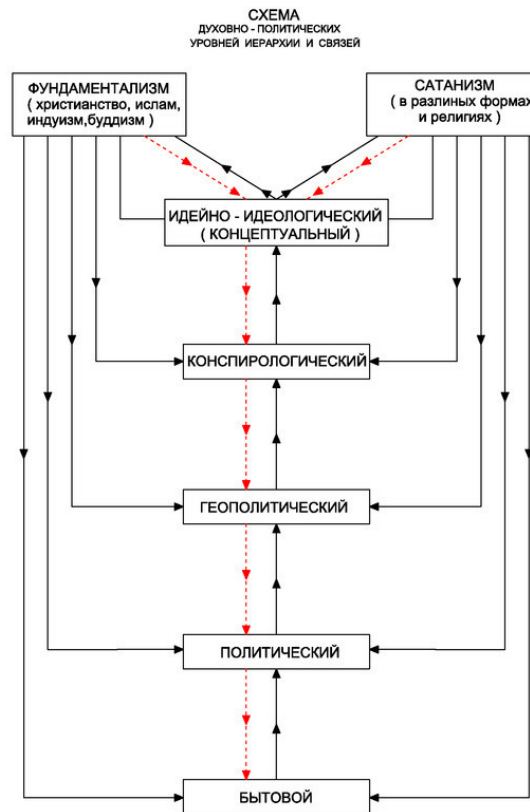 СХЕМА
ДУХОВНО - ПОЛИТИЧЕСКИХ
УРОВНЕЙ ИЕРАРХИИ И СВЯЗЕЙ
ФУНДАМЕНТАЛИЗМ
( христианство, ислам,
индуизм,буддизм )
САТАНИЗМ
( в разлиных формах
и религиях )
ИДЕЙНО - ИДЕОЛОГИЧЕСКИЙ
( КОНЦЕПТУАЛЬНЫЙ )
КОНСПИРОЛОГИЧЕСКИЙ
ГЕОПОЛИТИЧЕСКИЙ
ПОЛИТИЧЕСКИЙ
БЫТОВОЙ